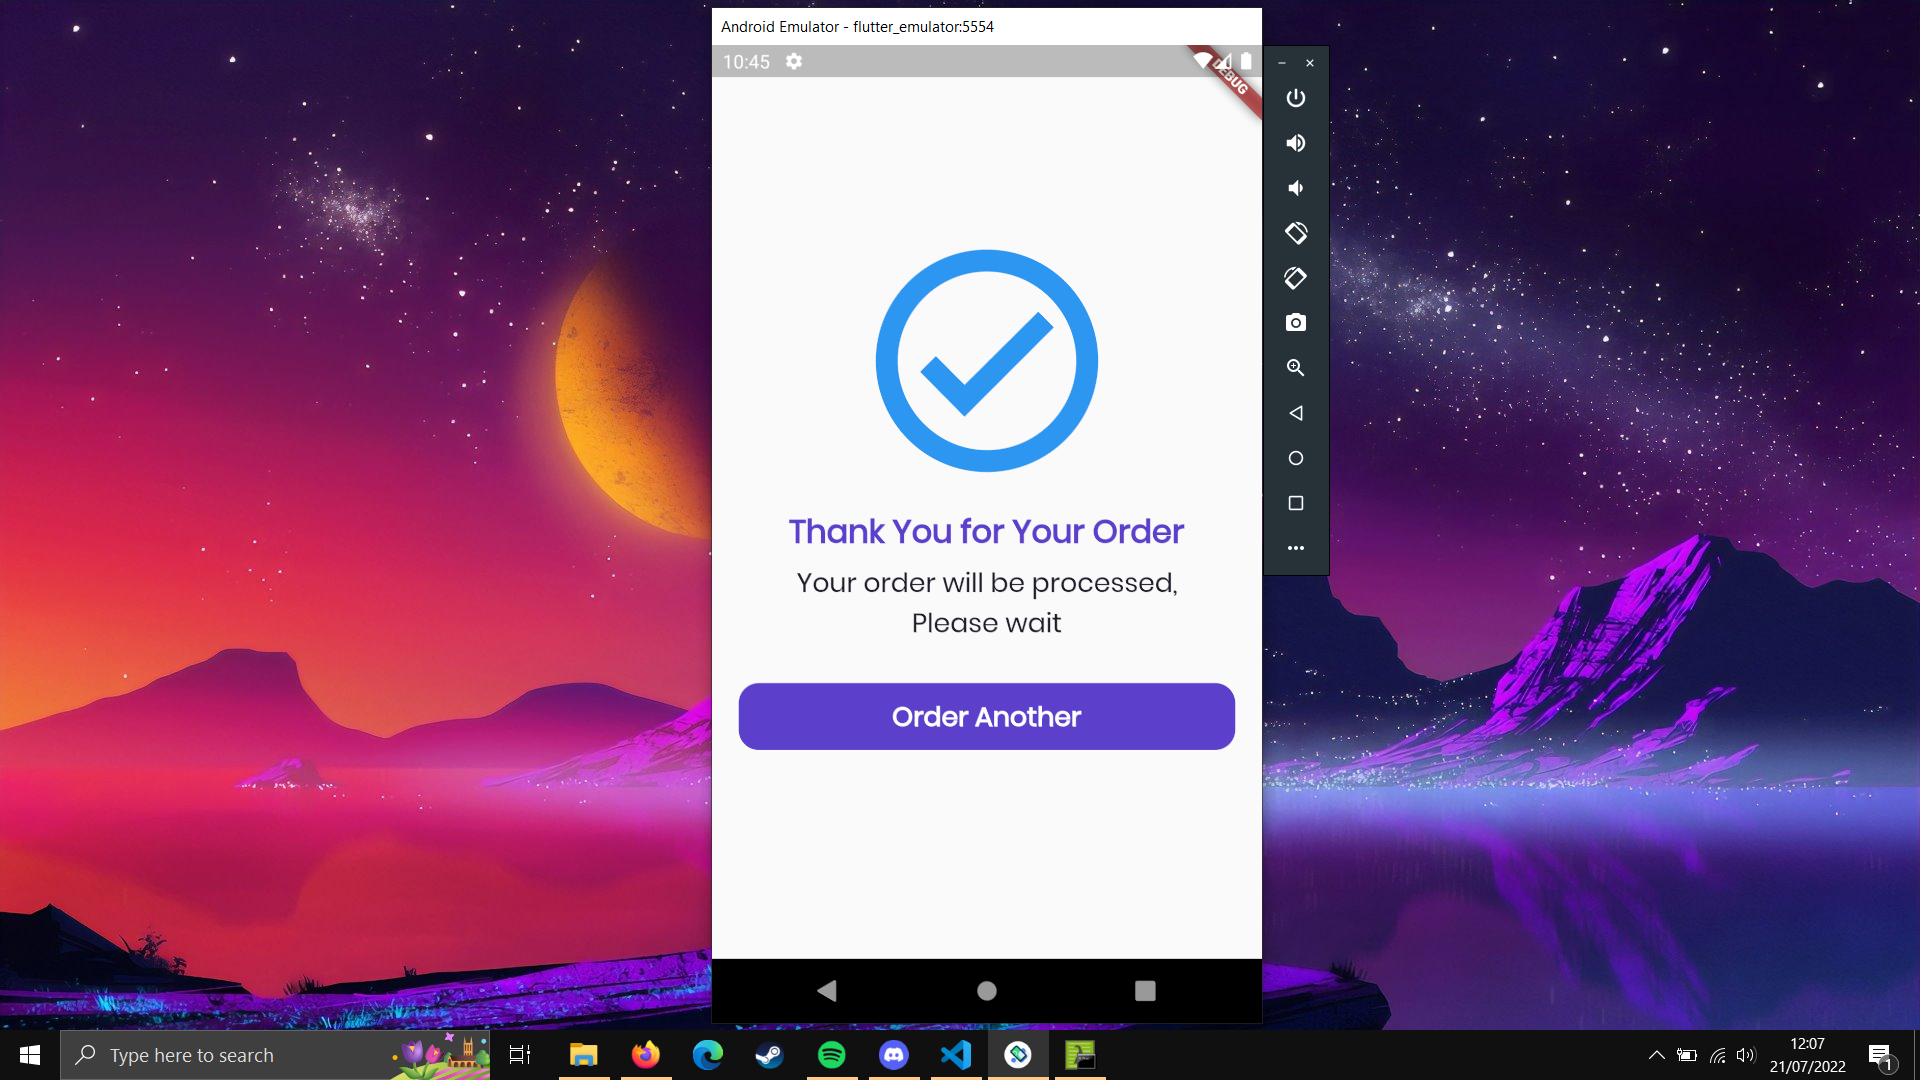 Android Emulator - flutter_emulator:5554
10:45
DEBUG
Thank You for Your Order
Your order will be processed,
Please wait
Order Another
Type here to search
12:07
21/07/2022
1